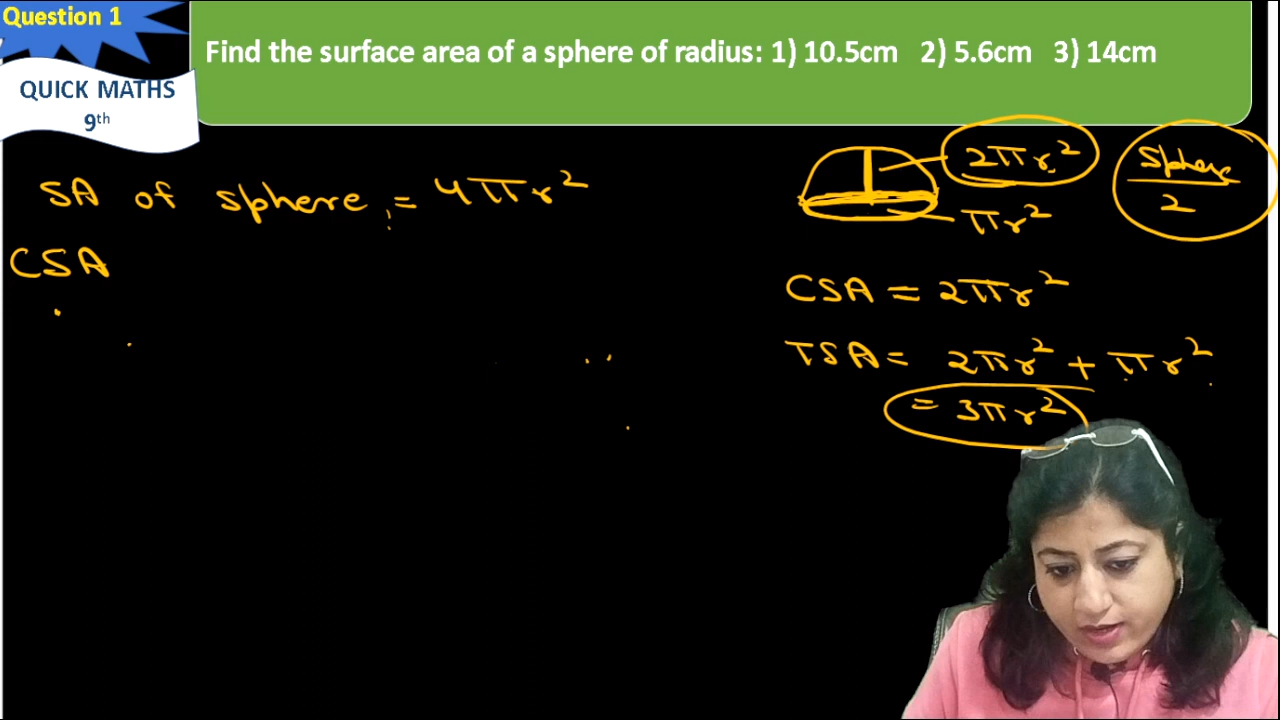 Question 1
QUICK MATHS
9th
Find the surface area of a sphere of radius: 1) 10.5cm 2) 5.6cm 3) 14cm
SA of sphere = 4πr²
CSA
2πr²
πr²
sphere
2
CSA = 2πr²
TSA = 2πr² + πr²
= 3πr²